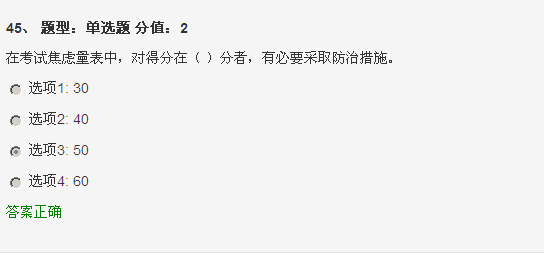 45、 题型：单选题 分值：2
在考试焦虑量表中，对得分在（ ）分者，有必要采取防治措施。
选项1: 30
选项2: 40
选项3: 50
选项4: 60
答案正确